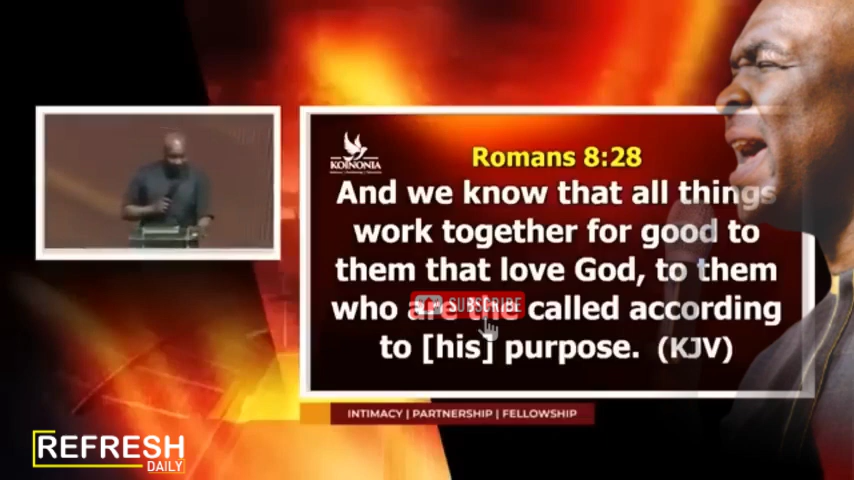 KOINONIA
Romans 8:28
And we know that all things
work together for good to
them that love God, to them
who are the called according
to [his] purpose. (KJV)
SUBSCRIBE
INTIMACY | PARTNERSHIP | FELLOWSHIP
REFRESH
DAILY